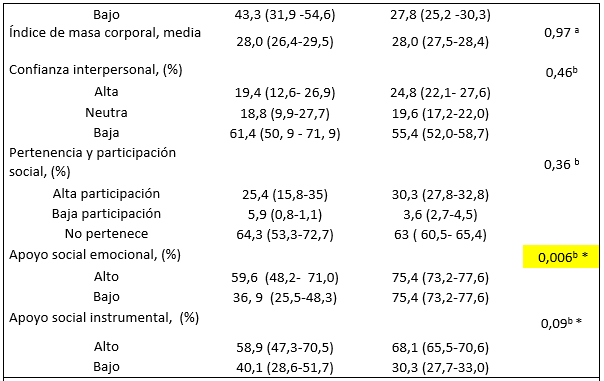 Bajo 43,3 (31,9 -54,6) 27,8 (25,2 -30,3)
Índice de masa corporal, media 28,0 (26,4-29,5) 28,0 (27,5-28,4) 0,97 ª
Confianza interpersonal, (%) 0,46ᵇ
Alta 19,4 (12,6- 26,9) 24,8 (22,1- 27,6)
Neutra 18,8 (9,9-27,7) 19,6 (17,2-22,0)
Baja 61,4 (50, 9 - 71, 9) 55,4 (52,0-58,7)
Pertenencia y participación
social, (%) 0,36 ᵇ
Alta participación 25,4 (15,8-35) 30,3 (27,8-32,8)
Baja participación 5,9 (0,8-1,1) 3,6 (2,7-4,5)
No pertenece 64,3 (53,3-72,7) 63 ( 60,5- 65,4)
Apoyo social emocional, (%) 0,006ᵇ *
Alto 59,6 (48,2- 71,0) 75,4 (73,2-77,6)
Bajo 36, 9 (25,5-48,3) 75,4 (73,2-77,6)
Apoyo social instrumental, (%) 0,09ᵇ *
Alto 58,9 (47,3-70,5) 68,1 (65,5-70,6)
Bajo 40,1 (28,6-51,7) 30,3 (27,7-33,0)